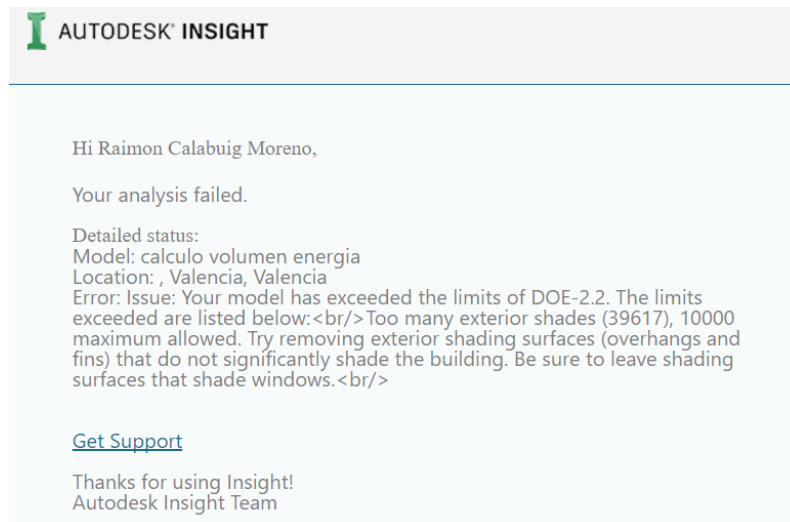 AUTODESK® INSIGHT
Hi Raimon Calabuig Moreno,
Your analysis failed.
Detailed status:
Model: calculo volumen energia
Location: , Valencia, Valencia
Error: Issue: Your model has exceeded the limits of DOE-2.2. The limits
exceeded are listed below:<br/>Too many exterior shades (39617), 10000
maximum allowed. Try removing exterior shading surfaces (overhangs and
fins) that do not significantly shade the building. Be sure to leave shading
surfaces that shade windows.<br/>
Get Support
Thanks for using Insight!
Autodesk Insight Team